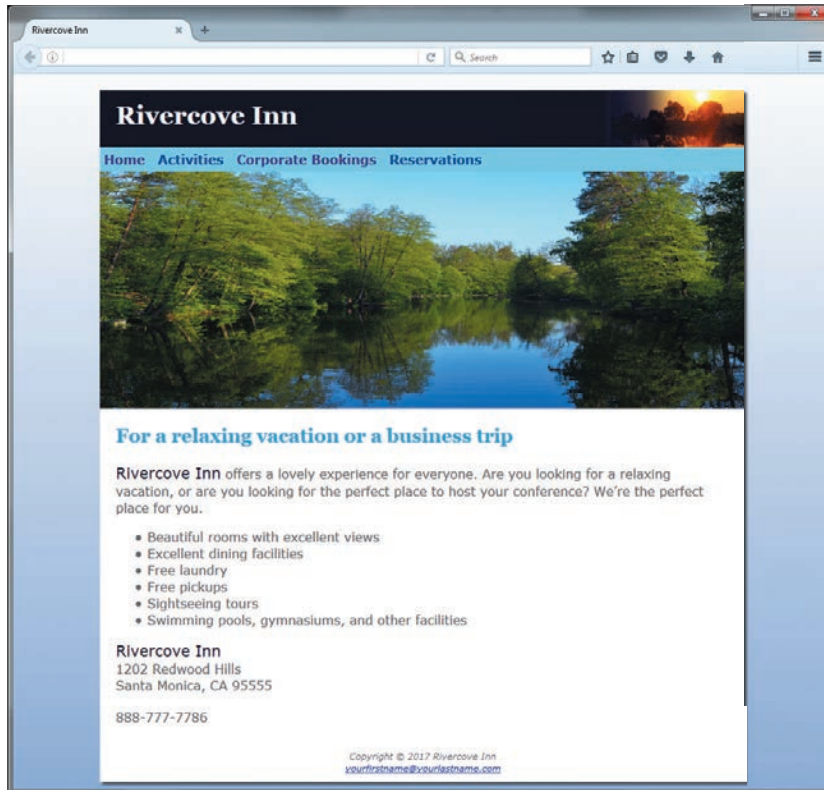 Rivercove Inn
Search
Rivercove Inn
Home Activities Corporate Bookings Reservations
For a relaxing vacation or a business trip
Rivercove Inn offers a lovely experience for everyone. Are you looking for a relaxing
vacation, or are you looking for the perfect place to host your conference? We’re the perfect
place for you.
• Beautiful rooms with excellent views
• Excellent dining facilities
• Free laundry
• Free pickups
• Sightseeing tours
• Swimming pools, gymnasiums, and other facilities
Rivercove Inn
1202 Redwood Hills
Santa Monica, CA 95555
888-777-7786
Copyright © 2017 Rivercove Inn
yourfirstname@yourlastname.com